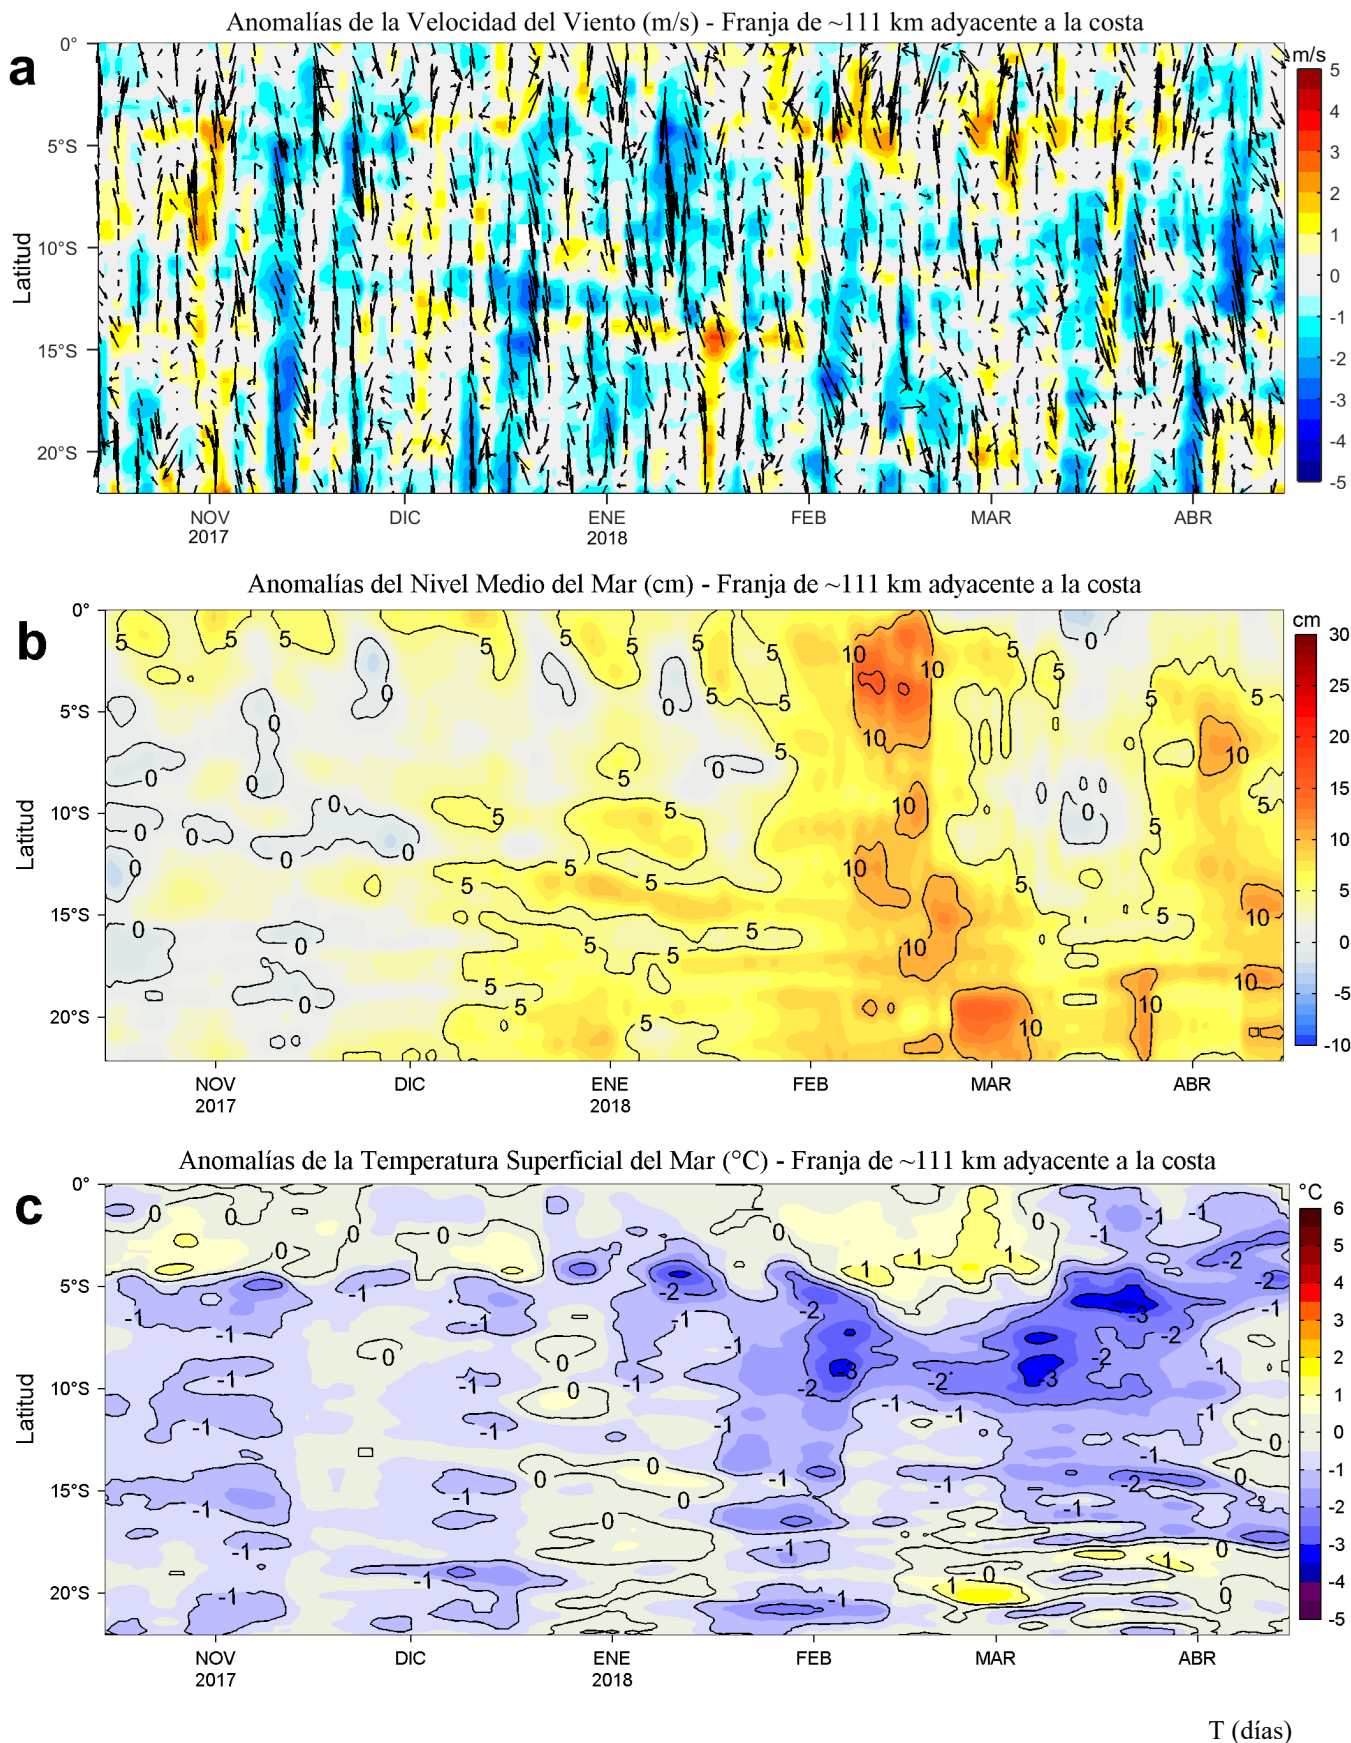 Anomalías de la Velocidad del Viento (m/s) - Franja de ~111 km adyacente a la costa
a
m/s
0°
5°S
10°S
15°S
20°S
Latitud
5
4
3
2
1
0
-1
-2
-3
-4
-5
NOV DIC ENE FEB MAR ABR
2017 2018
Anomalías del Nivel Medio del Mar (cm) - Franja de ~111 km adyacente a la costa
b
cm
0°
5°S
10°S
15°S
20°S
Latitud
30
25
20
15
10
5
0
-5
-10
NOV DIC ENE FEB MAR ABR
2017 2018
Anomalías de la Temperatura Superficial del Mar (°C) - Franja de ~111 km adyacente a la costa
c
°C
0°
5°S
10°S
15°S
20°S
Latitud
6
5
4
3
2
1
0
-1
-2
-3
-4
-5
NOV DIC ENE FEB MAR ABR
2017 2018
T (días)